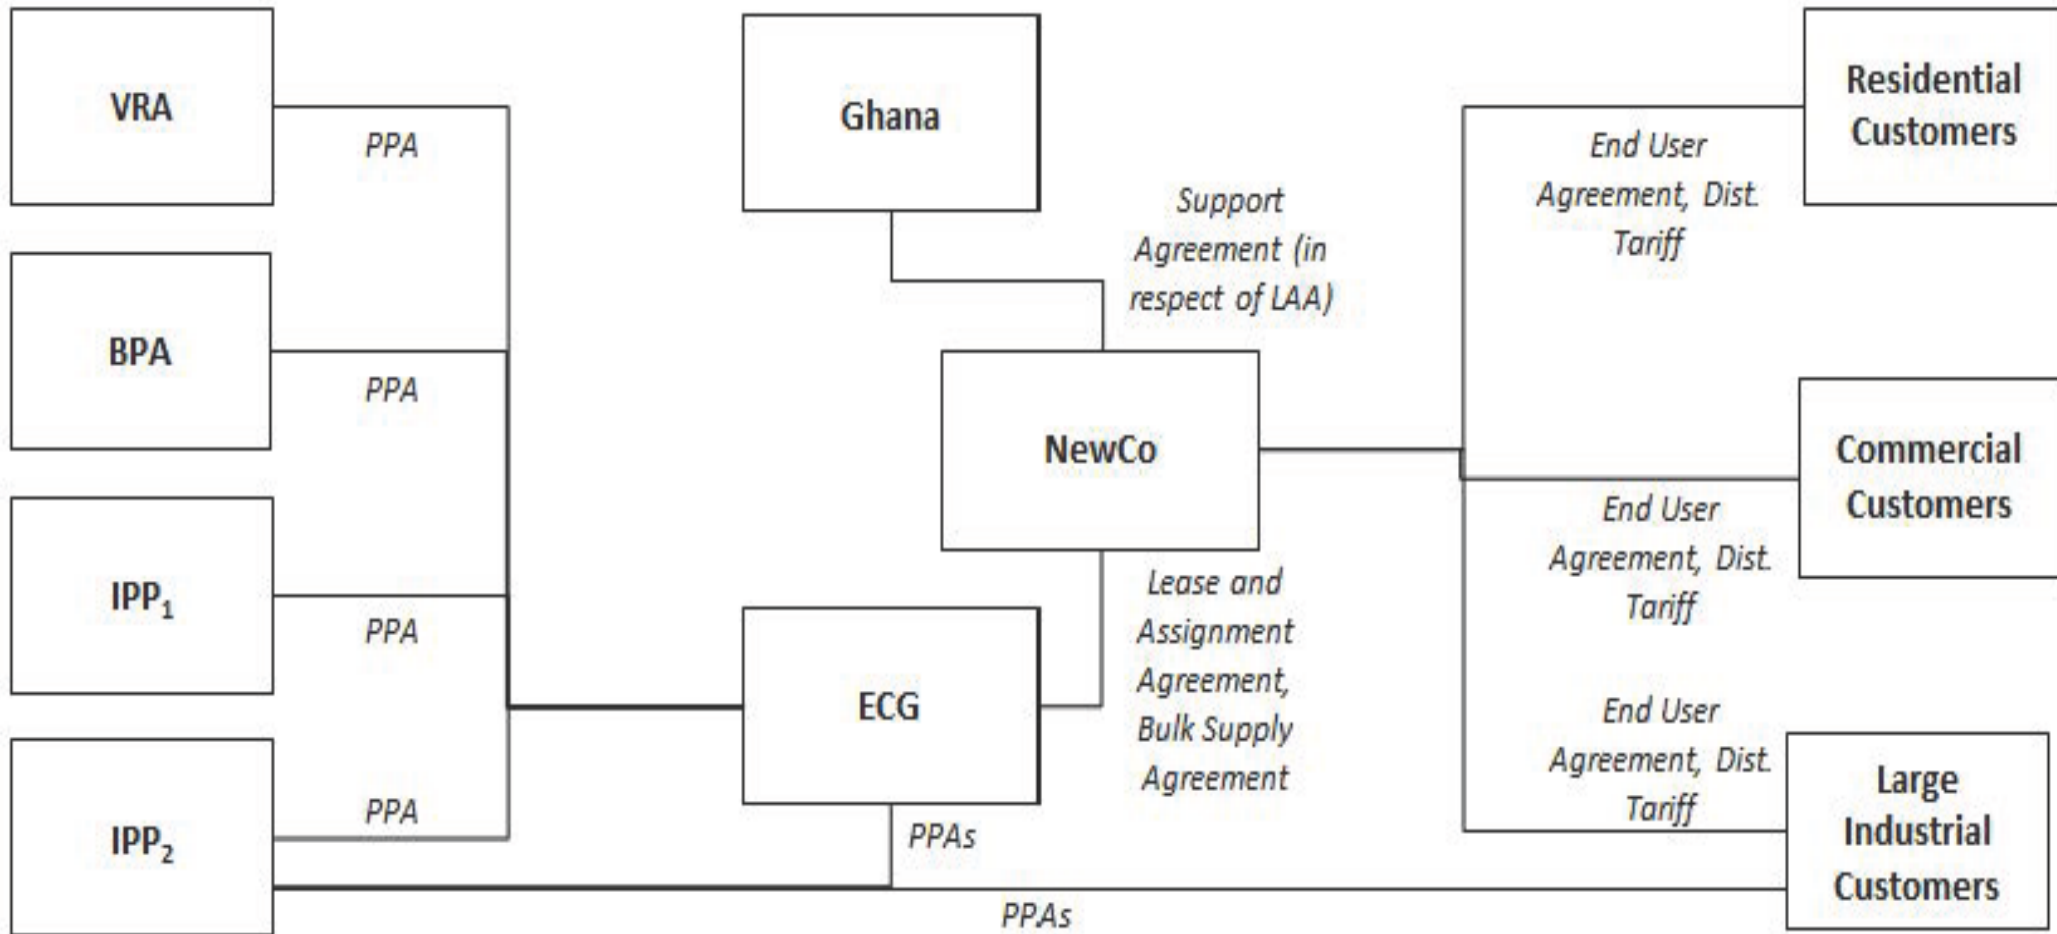 VRA
PPA
BPA
PPA
IPP1
PPA
IPP2
PPA
Ghana
Support
Agreement (in
respect of LAA)
NewCo
Lease and
Assignment
Agreement,
Bulk Supply
Agreement
ECG
PPAs
PPAs
Residential
Customers
End User
Agreement, Dist.
Tariff
Commercial
Customers
End User
Agreement, Dist.
Tariff
End User
Agreement, Dist.
Tariff
Large
Industrial
Customers